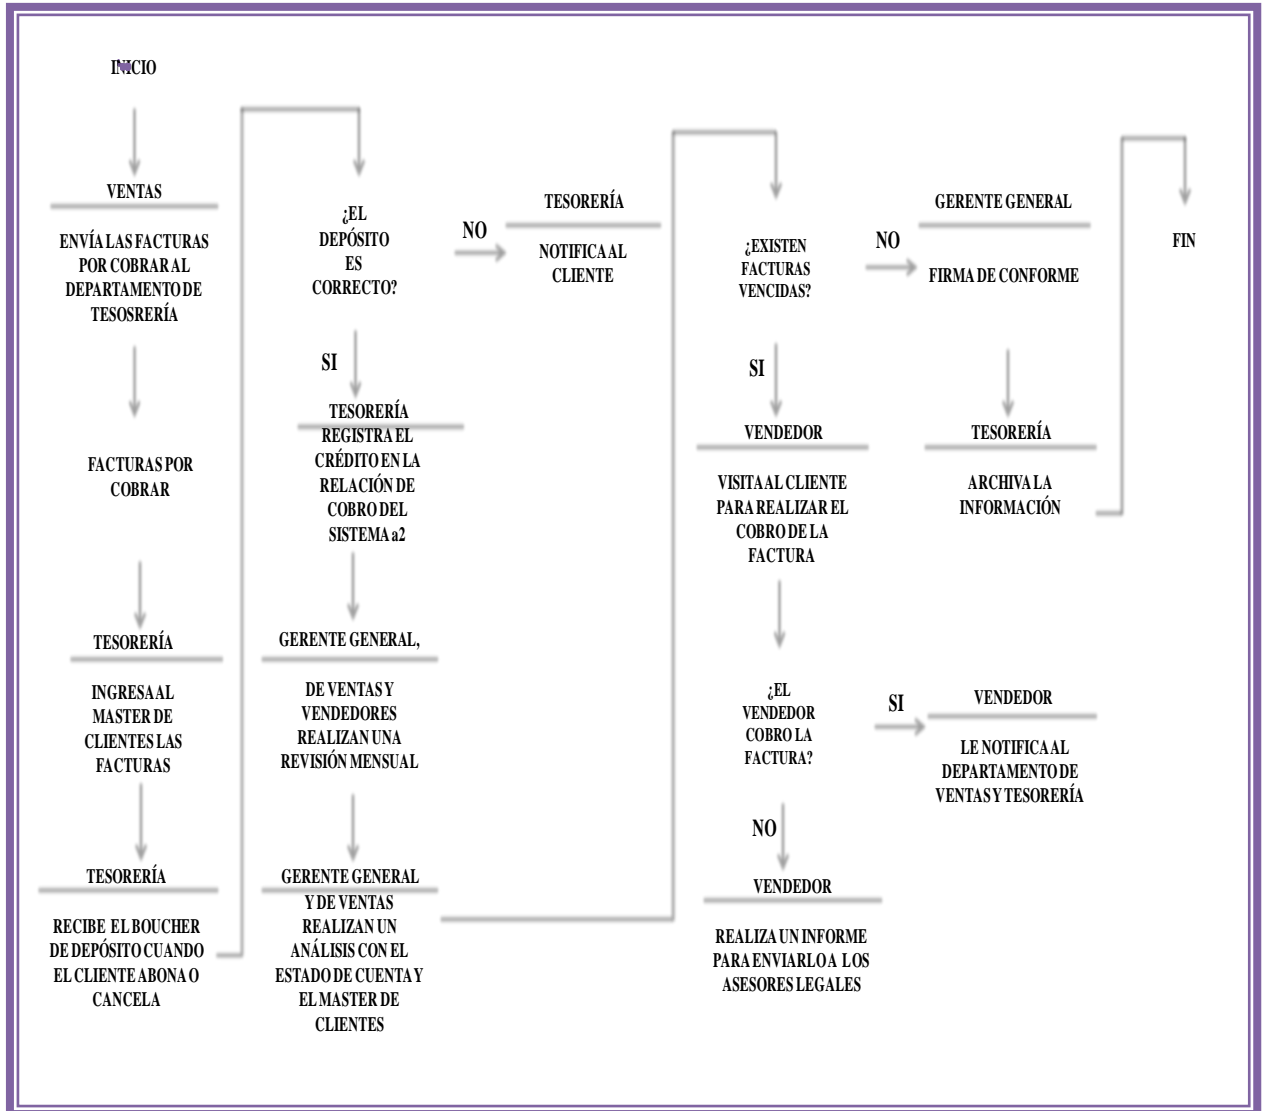 INICIO
VENTAS
ENVÍA LAS FACTURAS
POR COBRAR AL
DEPARTAMENTO DE
TESOSRERÍA
FACTURAS POR
COBRAR
TESORERÍA
INGRESA AL
MASTER DE
CLIENTES LAS
FACTURAS
TESORERÍA
RECIBE EL BOUCHER
DE DEPÓSITO CUANDO
EL CLIENTE ABONA O
CANCELA
¿EL
DEPÓSITO
ES
CORRECTO?
NO
TESORERÍA
NOTIFICA AL
CLIENTE
SI
TESORERÍA
REGISTRA EL
CRÉDITO EN LA
RELACIÓN DE
COBRO DEL
SISTEMA a2
GERENTE GENERAL,
DE VENTAS Y
VENDEDORES
REALIZAN UNA
REVISIÓN MENSUAL
GERENTE GENERAL
Y DE VENTAS
REALIZAN UN
ANÁLISIS CON EL
ESTADO DE CUENTA Y
EL MASTER DE
CLIENTES
¿EXISTEN
FACTURAS
VENCIDAS?
NO
GERENTE GENERAL
FIRMA DE CONFORME
TESORERÍA
ARCHIVA LA
INFORMACIÓN
FIN
SI
VENDEDOR
VISITA AL CLIENTE
PARA REALIZAR EL
COBRO DE LA
FACTURA
¿EL
VENDEDOR
COBRO LA
FACTURA?
SI
VENDEDOR
LE NOTIFICA AL
DEPARTAMENTO DE
VENTAS Y TESORERÍA
NO
VENDEDOR
REALIZA UN INFORME
PARA ENVIARLO A LOS
ASESORES LEGALES